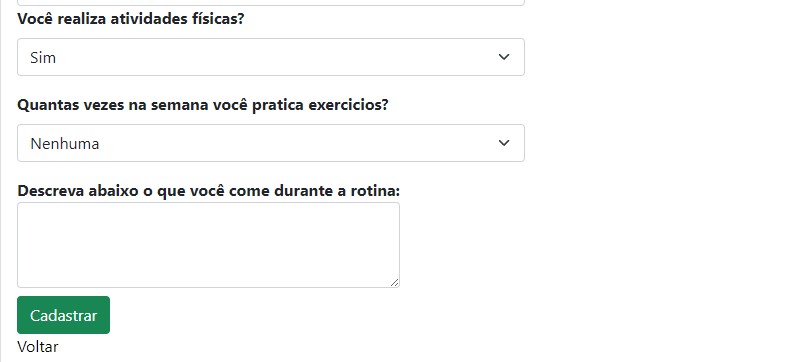 Você realiza atividades físicas?
Sim
Quantas vezes na semana você pratica exercicios?
Nenhuma
Descreva abaixo o que você come durante a rotina:
Cadastrar
Voltar